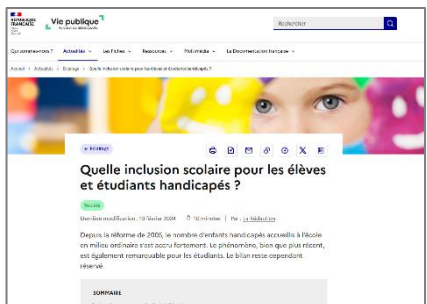 RÉPUBLIQUE
FRANÇAISE
Vie publique
Rechercher
Qui sommes-nous ? Actualités Les fiches Ressources Multimédia La Documentation française
Accueil > Actualités > Éclairage > Quelle inclusion scolaire pour les élèves et étudiants handicapés ?
← Éclairage
Quelle inclusion scolaire pour les élèves
et étudiants handicapés ?
Société
Dernière modification : 13 février 2024 10 minutes | Par : La Rédaction
Depuis la réforme de 2005, le nombre d'enfants handicapés accueillis à l'école
en milieu ordinaire s'est accru fortement. Le phénomène, bien que plus récent,
est également remarquable pour les étudiants. Le bilan reste cependant
réservé.
SOMMAIRE